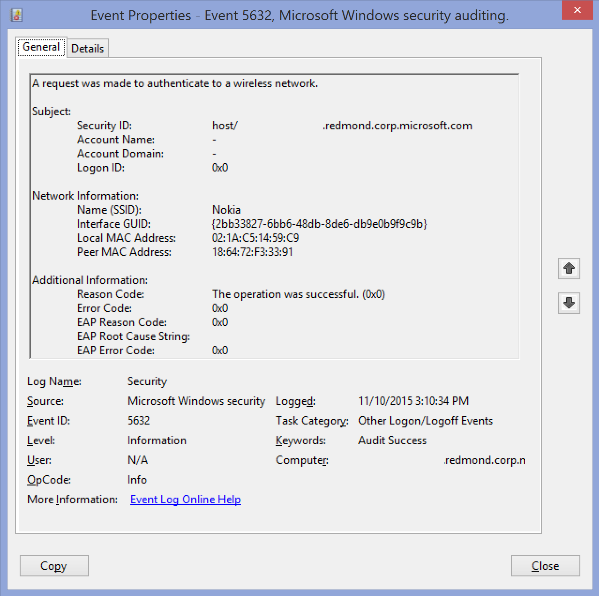 Event Properties - Event 5632, Microsoft Windows security auditing.
General Details
A request was made to authenticate to a wireless network.
Subject:
Security ID: host/ .redmond.corp.microsoft.com
Account Name: -
Account Domain: -
Logon ID: 0x0
Network Information:
Name (SSID): Nokia
Interface GUID: {2bb33827-6bb6-48db-8de6-db9e0b9f9c9b}
Local MAC Address: 02:1A:C5:14:59:C9
Peer MAC Address: 18:64:72:F3:33:91
Additional Information:
Reason Code: The operation was successful. (0x0)
Error Code: 0x0
EAP Reason Code: 0x0
EAP Root Cause String:
EAP Error Code: 0x0
Log Name: Security
Source: Microsoft Windows security Logged: 11/10/2015 3:10:34 PM
Event ID: 5632 Task Category: Other Logon/Logoff Events
Level: Information Keywords: Audit Success
User: N/A Computer: .redmond.corp.n
OpCode: Info
More Information: Event Log Online Help
Copy Close